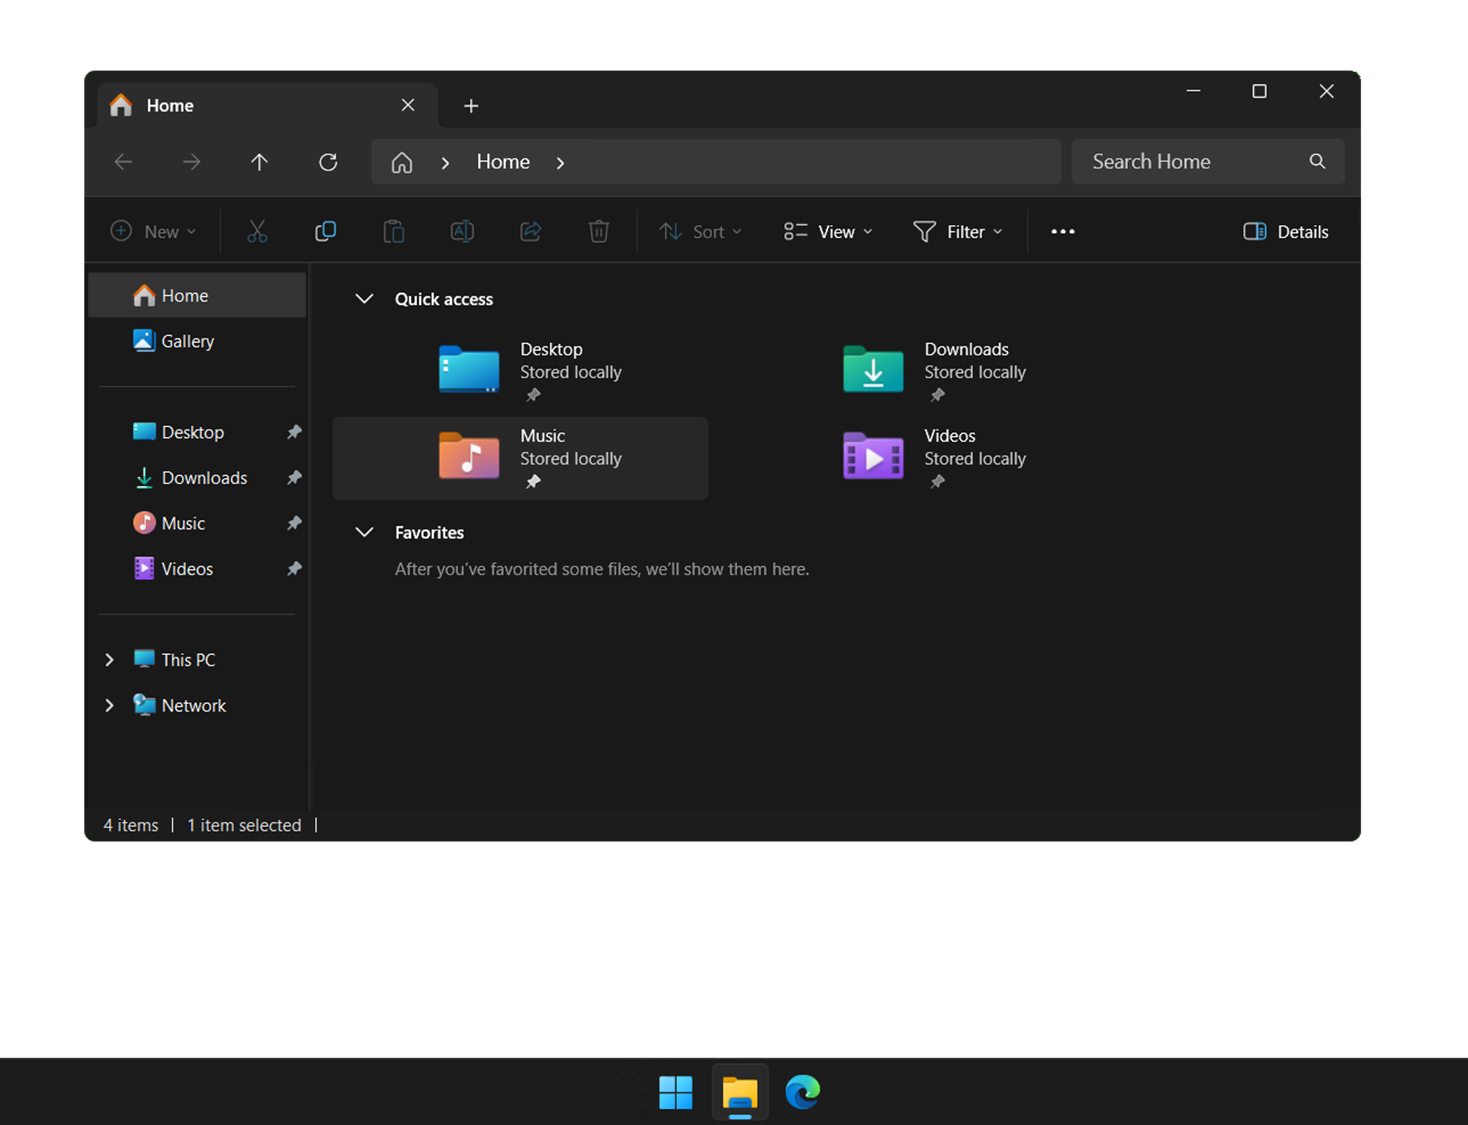 Home
Home
Search Home
New
Sort
View
Filter
Details
Home
Gallery
Desktop
Downloads
Music
Videos
This PC
Network
Quick access
Desktop
Stored locally
Downloads
Stored locally
Music
Stored locally
Videos
Stored locally
Favorites
After you’ve favorited some files, we’ll show them here.
4 items | 1 item selected |